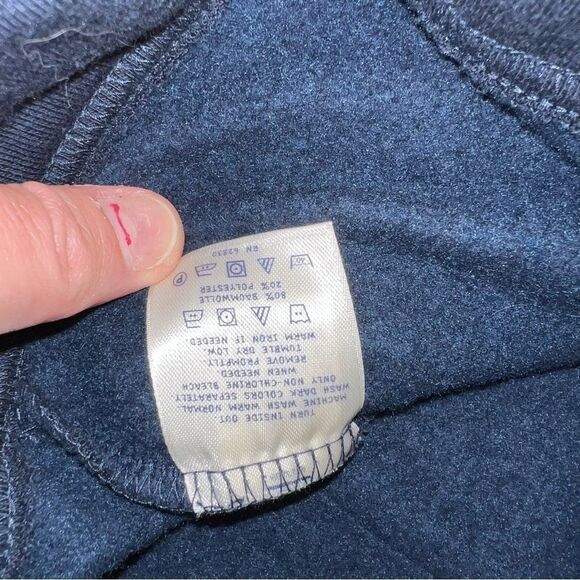 TURN INSIDE OUT
MACHINE WASH WARM NORMAL
WASH DARK COLORS SEPARATELY
ONLY NON-CHLORINE BLEACH
WHEN NEEDED.
REMOVE PROMPTLY
TUMBLE DRY LOW.
WARM IRON IF NEEDED.
80% BAUMWOLLE
20% POLYESTER
40 P
RN 62830